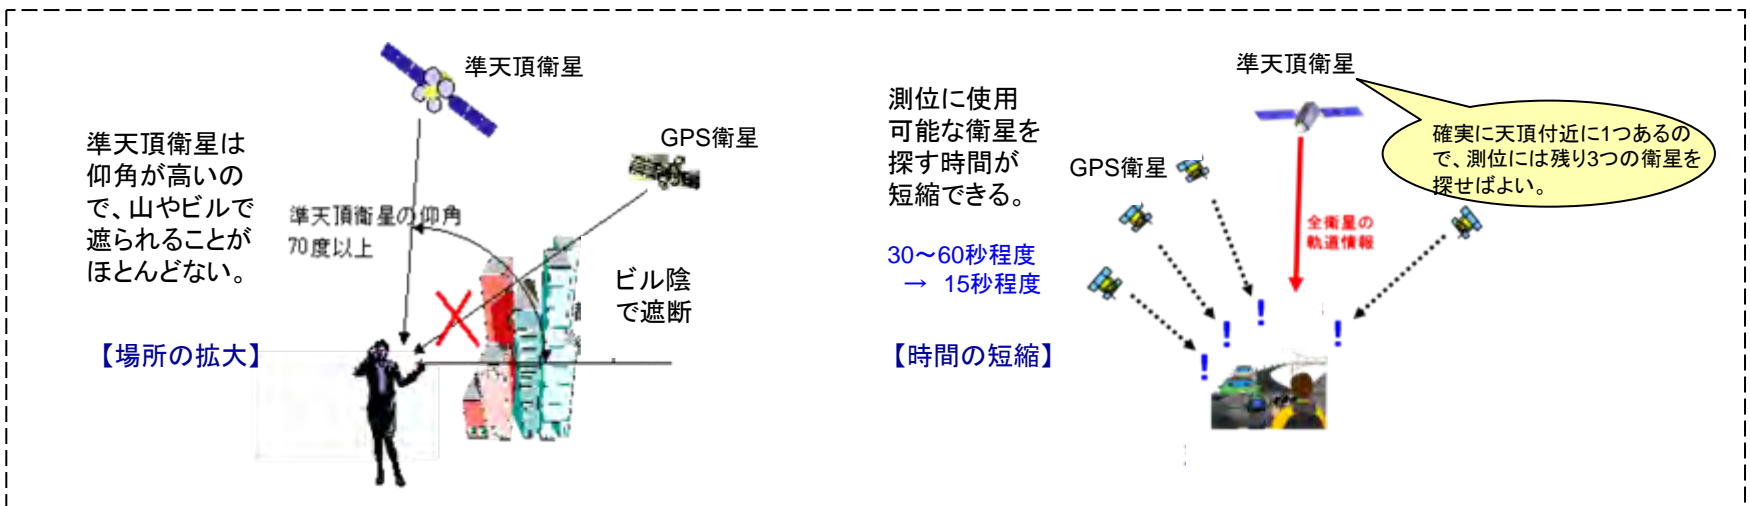 準天頂衛星
GPS衛星
準天頂衛星は
仰角が高いの
で、山やビルで
遮られることが
ほとんどない。
準天頂衛星の仰角
70度以上
ビル陰
で遮断
【場所の拡大】
準天頂衛星
測位に使用
可能な衛星を
探す時間が
短縮できる。
30～60秒程度
→ 15秒程度
【時間の短縮】
GPS衛星
確実に天頂付近に1つあるの
で、測位には残り3つの衛星を
探せばよい。
全衛星の
軌道情報
!
!
!
!